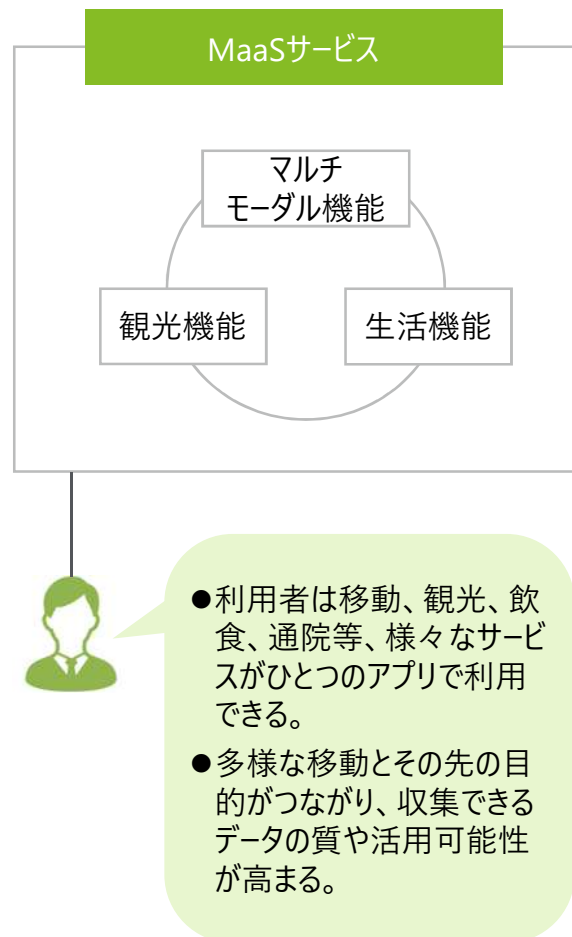 MaaSサービス
マルチ
モーダル機能
観光機能
生活機能
●利用者は移動、観光、飲
食、通院等、様々なサービ
スがひとつのアプリで利用
できる。
●多様な移動とその先の目
的がつながり、収集できる
データの質や活用可能性
が高まる。